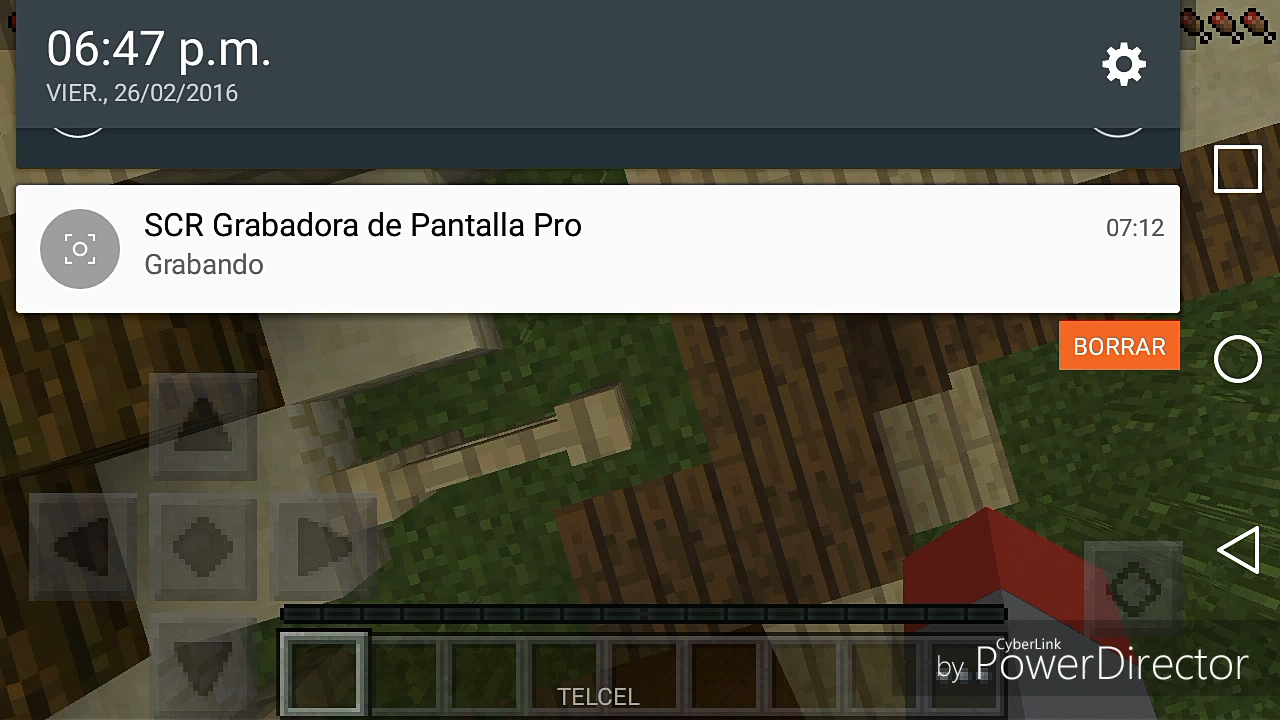 06:47 p.m.
VIER., 26/02/2016
SCR Grabadora de Pantalla Pro
07:12
Grabando
BORRAR
CyberLink
by PowerDirector
TELCEL